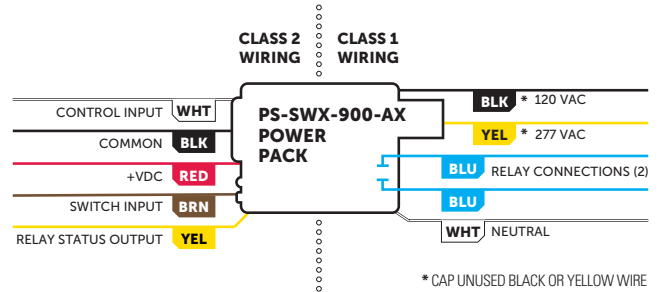 CLASS 2 WIRING
CLASS 1 WIRING
PS-SWX-900-AX
POWER
PACK
CONTROL INPUT WHT
COMMON BLK
+VDC RED
SWITCH INPUT BRN
RELAY STATUS OUTPUT YEL
BLK * 120 VAC
YEL * 277 VAC
BLU RELAY CONNECTIONS (2)
BLU
WHT NEUTRAL
* CAP UNUSED BLACK OR YELLOW WIRE